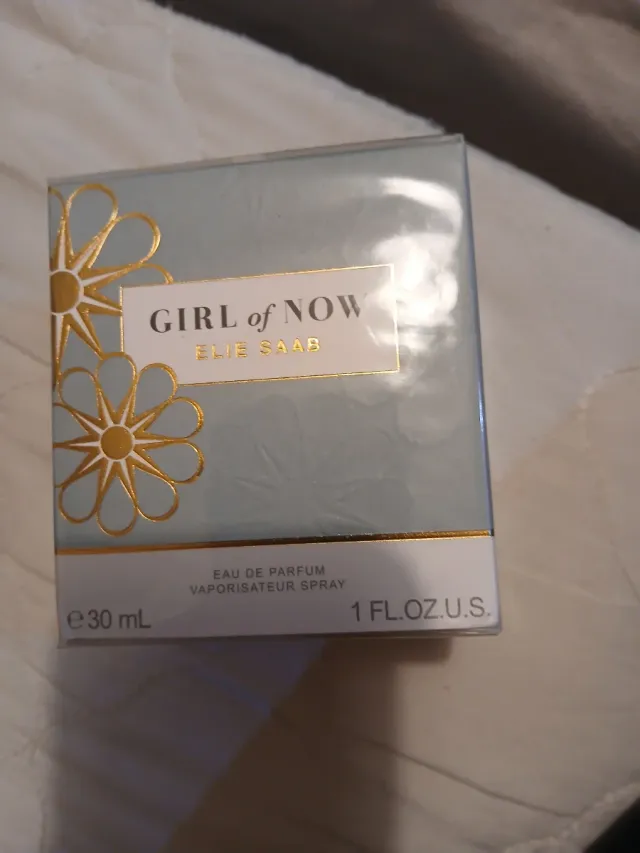 GIRL of NOW
ELIE SAAB
EAU DE PARFUM
VAPORISATEUR SPRAY
℮ 30 mL
1 FL.OZ.U.S.